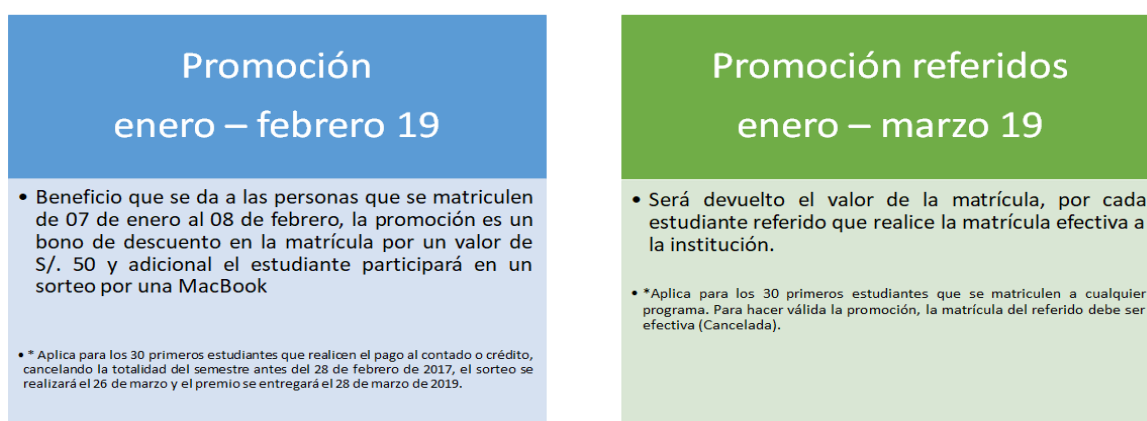 Promoción
enero – febrero 19
• Beneficio que se da a las personas que se matriculen
de 07 de enero al 08 de febrero, la promoción es un
bono de descuento en la matrícula por un valor de
S/. 50 y adicional el estudiante participará en un
sorteo por una MacBook
• * Aplica para los 30 primeros estudiantes que realicen el pago al contado o crédito,
cancelando la totalidad del semestre antes del 28 de febrero de 2017, el sorteo se
realizará el 26 de marzo y el premio se entregará el 28 de marzo de 2019.
Promoción referidos
enero – marzo 19
• Será devuelto el valor de la matrícula, por cada
estudiante referido que realice la matrícula efectiva a
la institución.
• *Aplica para los 30 primeros estudiantes que se matriculen a cualquier
programa. Para hacer válida la promoción, la matrícula del referido debe ser
efectiva (Cancelada).